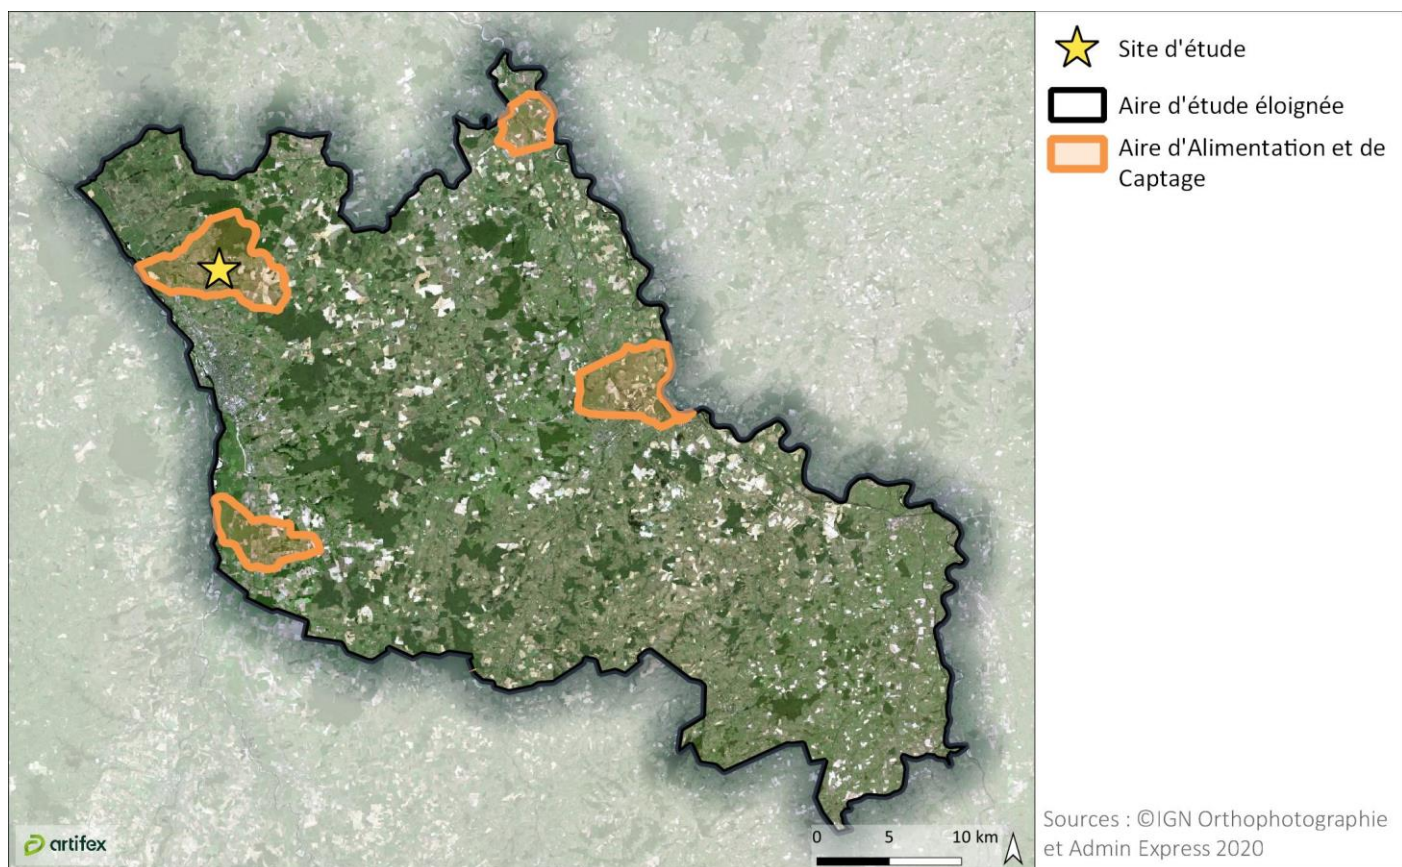 Site d'étude
Aire d'étude éloignée
Aire d'Alimentation et de
Captage
artifex
0 5 10 km
Sources : ©IGN Orthophotographie
et Admin Express 2020